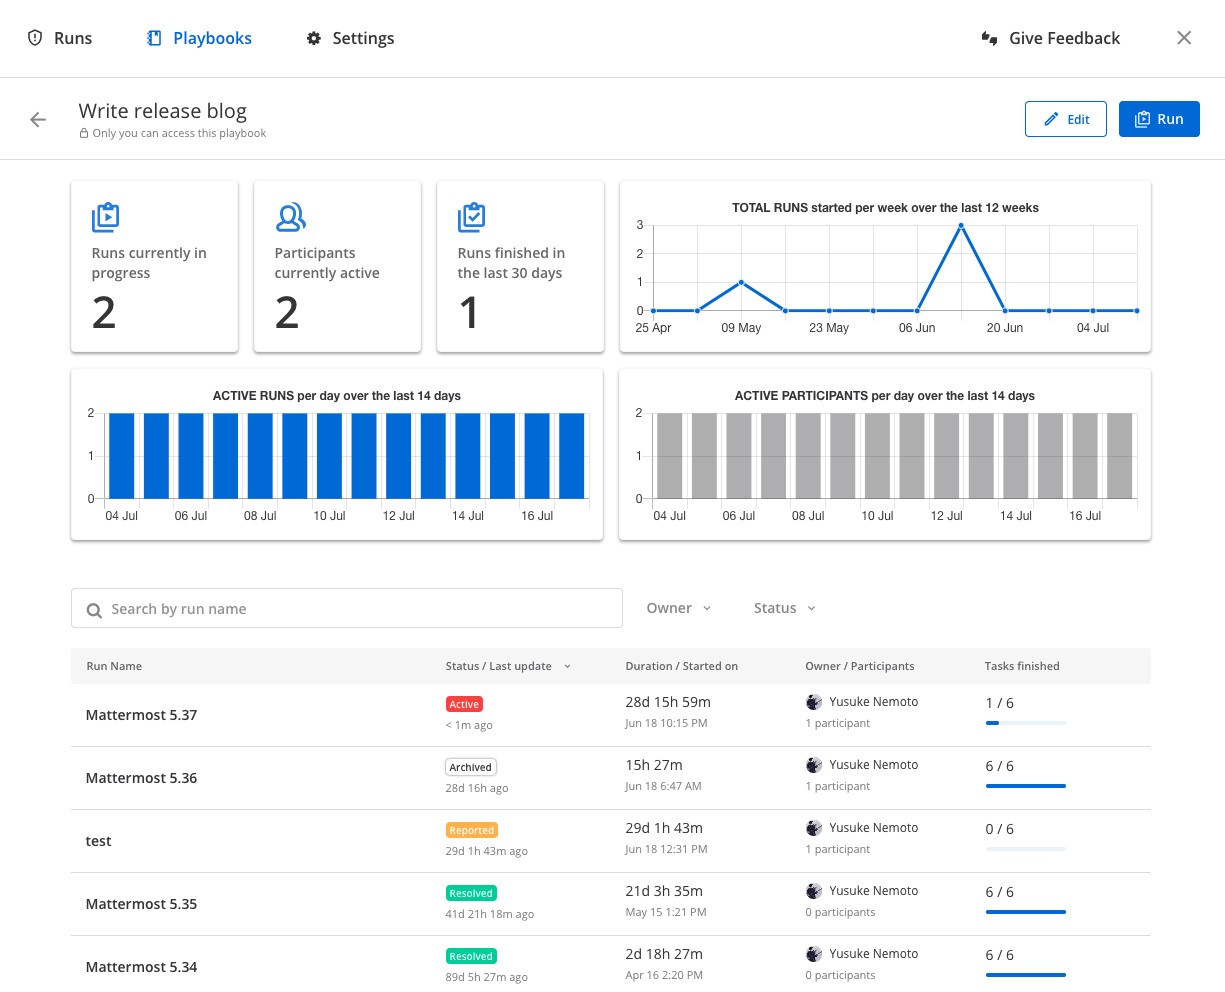 Runs
Playbooks
Settings
Give Feedback
Write release blog
Only you can access this playbook
Edit
Run
Runs currently in
progress
2
Participants
currently active
2
Runs finished in
the last 30 days
1
TOTAL RUNS started per week over the last 12 weeks
3
2
1
0
25 Apr 09 May 23 May 06 Jun 20 Jun 04 Jul
ACTIVE RUNS per day over the last 14 days
2
1
0
04 Jul 06 Jul 08 Jul 10 Jul 12 Jul 14 Jul 16 Jul
ACTIVE PARTICIPANTS per day over the last 14 days
2
1
0
04 Jul 06 Jul 08 Jul 10 Jul 12 Jul 14 Jul 16 Jul
Search by run name
Owner
Status
Run Name Status / Last update Duration / Started on Owner / Participants Tasks finished
Mattermost 5.37
Active
< 1m ago
28d 15h 59m
Jun 18 10:15 PM
Yusuke Nemoto
1 participant
1 / 6
Mattermost 5.36
Archived
28d 16h ago
15h 27m
Jun 18 6:47 AM
Yusuke Nemoto
1 participant
6 / 6
test
Reported
29d 1h 43m ago
29d 1h 43m
Jun 18 12:31 PM
Yusuke Nemoto
1 participant
0 / 6
Mattermost 5.35
Resolved
41d 21h 18m ago
21d 3h 35m
May 15 1:21 PM
Yusuke Nemoto
0 participants
6 / 6
Mattermost 5.34
Resolved
89d 5h 27m ago
2d 18h 27m
Apr 16 2:20 PM
Yusuke Nemoto
0 participants
6 / 6